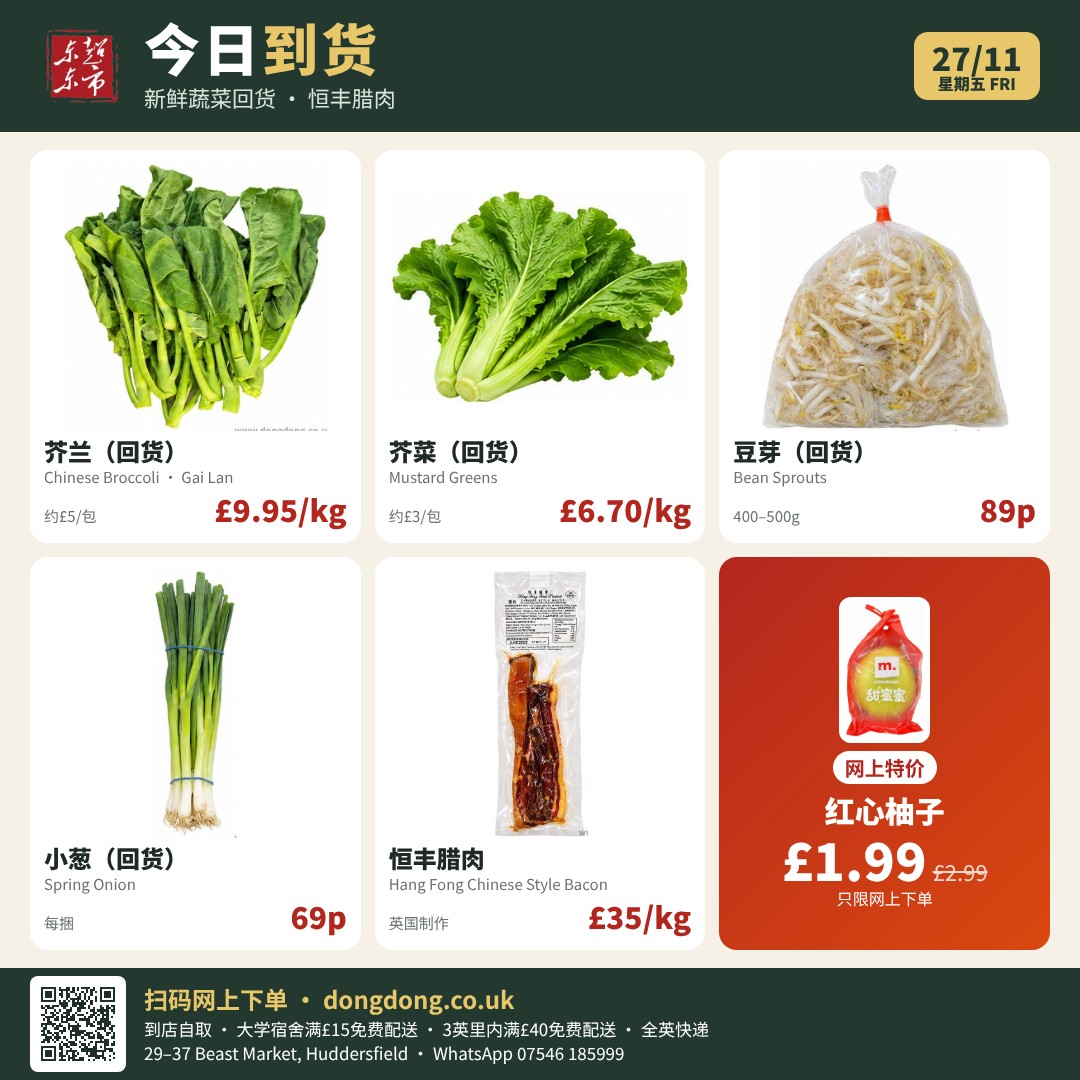 东超
东市
今日到货
新鲜蔬菜回货 · 恒丰腊肉
27/11
星期五 FRI
www.dongdong.co.u
芥兰（回货）
Chinese Broccoli · Gai Lan
约£5/包
£9.95/kg
芥菜（回货）
Mustard Greens
约£3/包
£6.70/kg
豆芽（回货）
Bean Sprouts
400–500g
89p
小葱（回货）
Spring Onion
每捆
69p
恒丰腊肉
Hang Fong Chinese Style Bacon
英国制作
£35/kg
m.
甜蜜蜜
网上特价
红心柚子
£1.99 £2.99
只限网上下单
扫码网上下单 · dongdong.co.uk
到店自取 · 大学宿舍满£15免费配送 · 3英里内满£40免费配送 · 全英快递
29–37 Beast Market, Huddersfield · WhatsApp 07546 185999